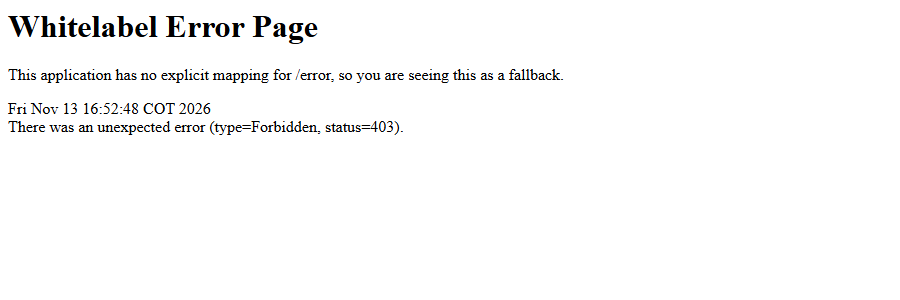 Whitelabel Error Page
This application has no explicit mapping for /error, so you are seeing this as a fallback.
Fri Nov 13 16:52:48 COT 2026
There was an unexpected error (type=Forbidden, status=403).